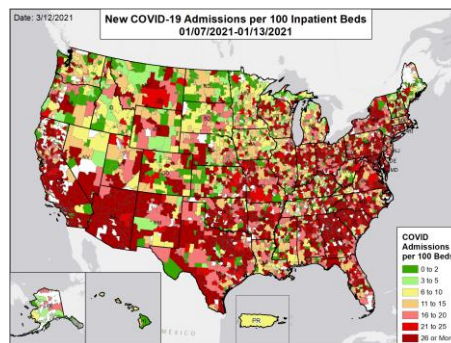 Date: 3/12/2021
New COVID-19 Admissions per 100 Inpatient Beds
01/07/2021-01/13/2021
COVID
Admissions
per 100 Beds
0 to 2
3 to 5
6 to 10
11 to 15
16 to 20
21 to 25
26 or Mor
MEXICO
PR